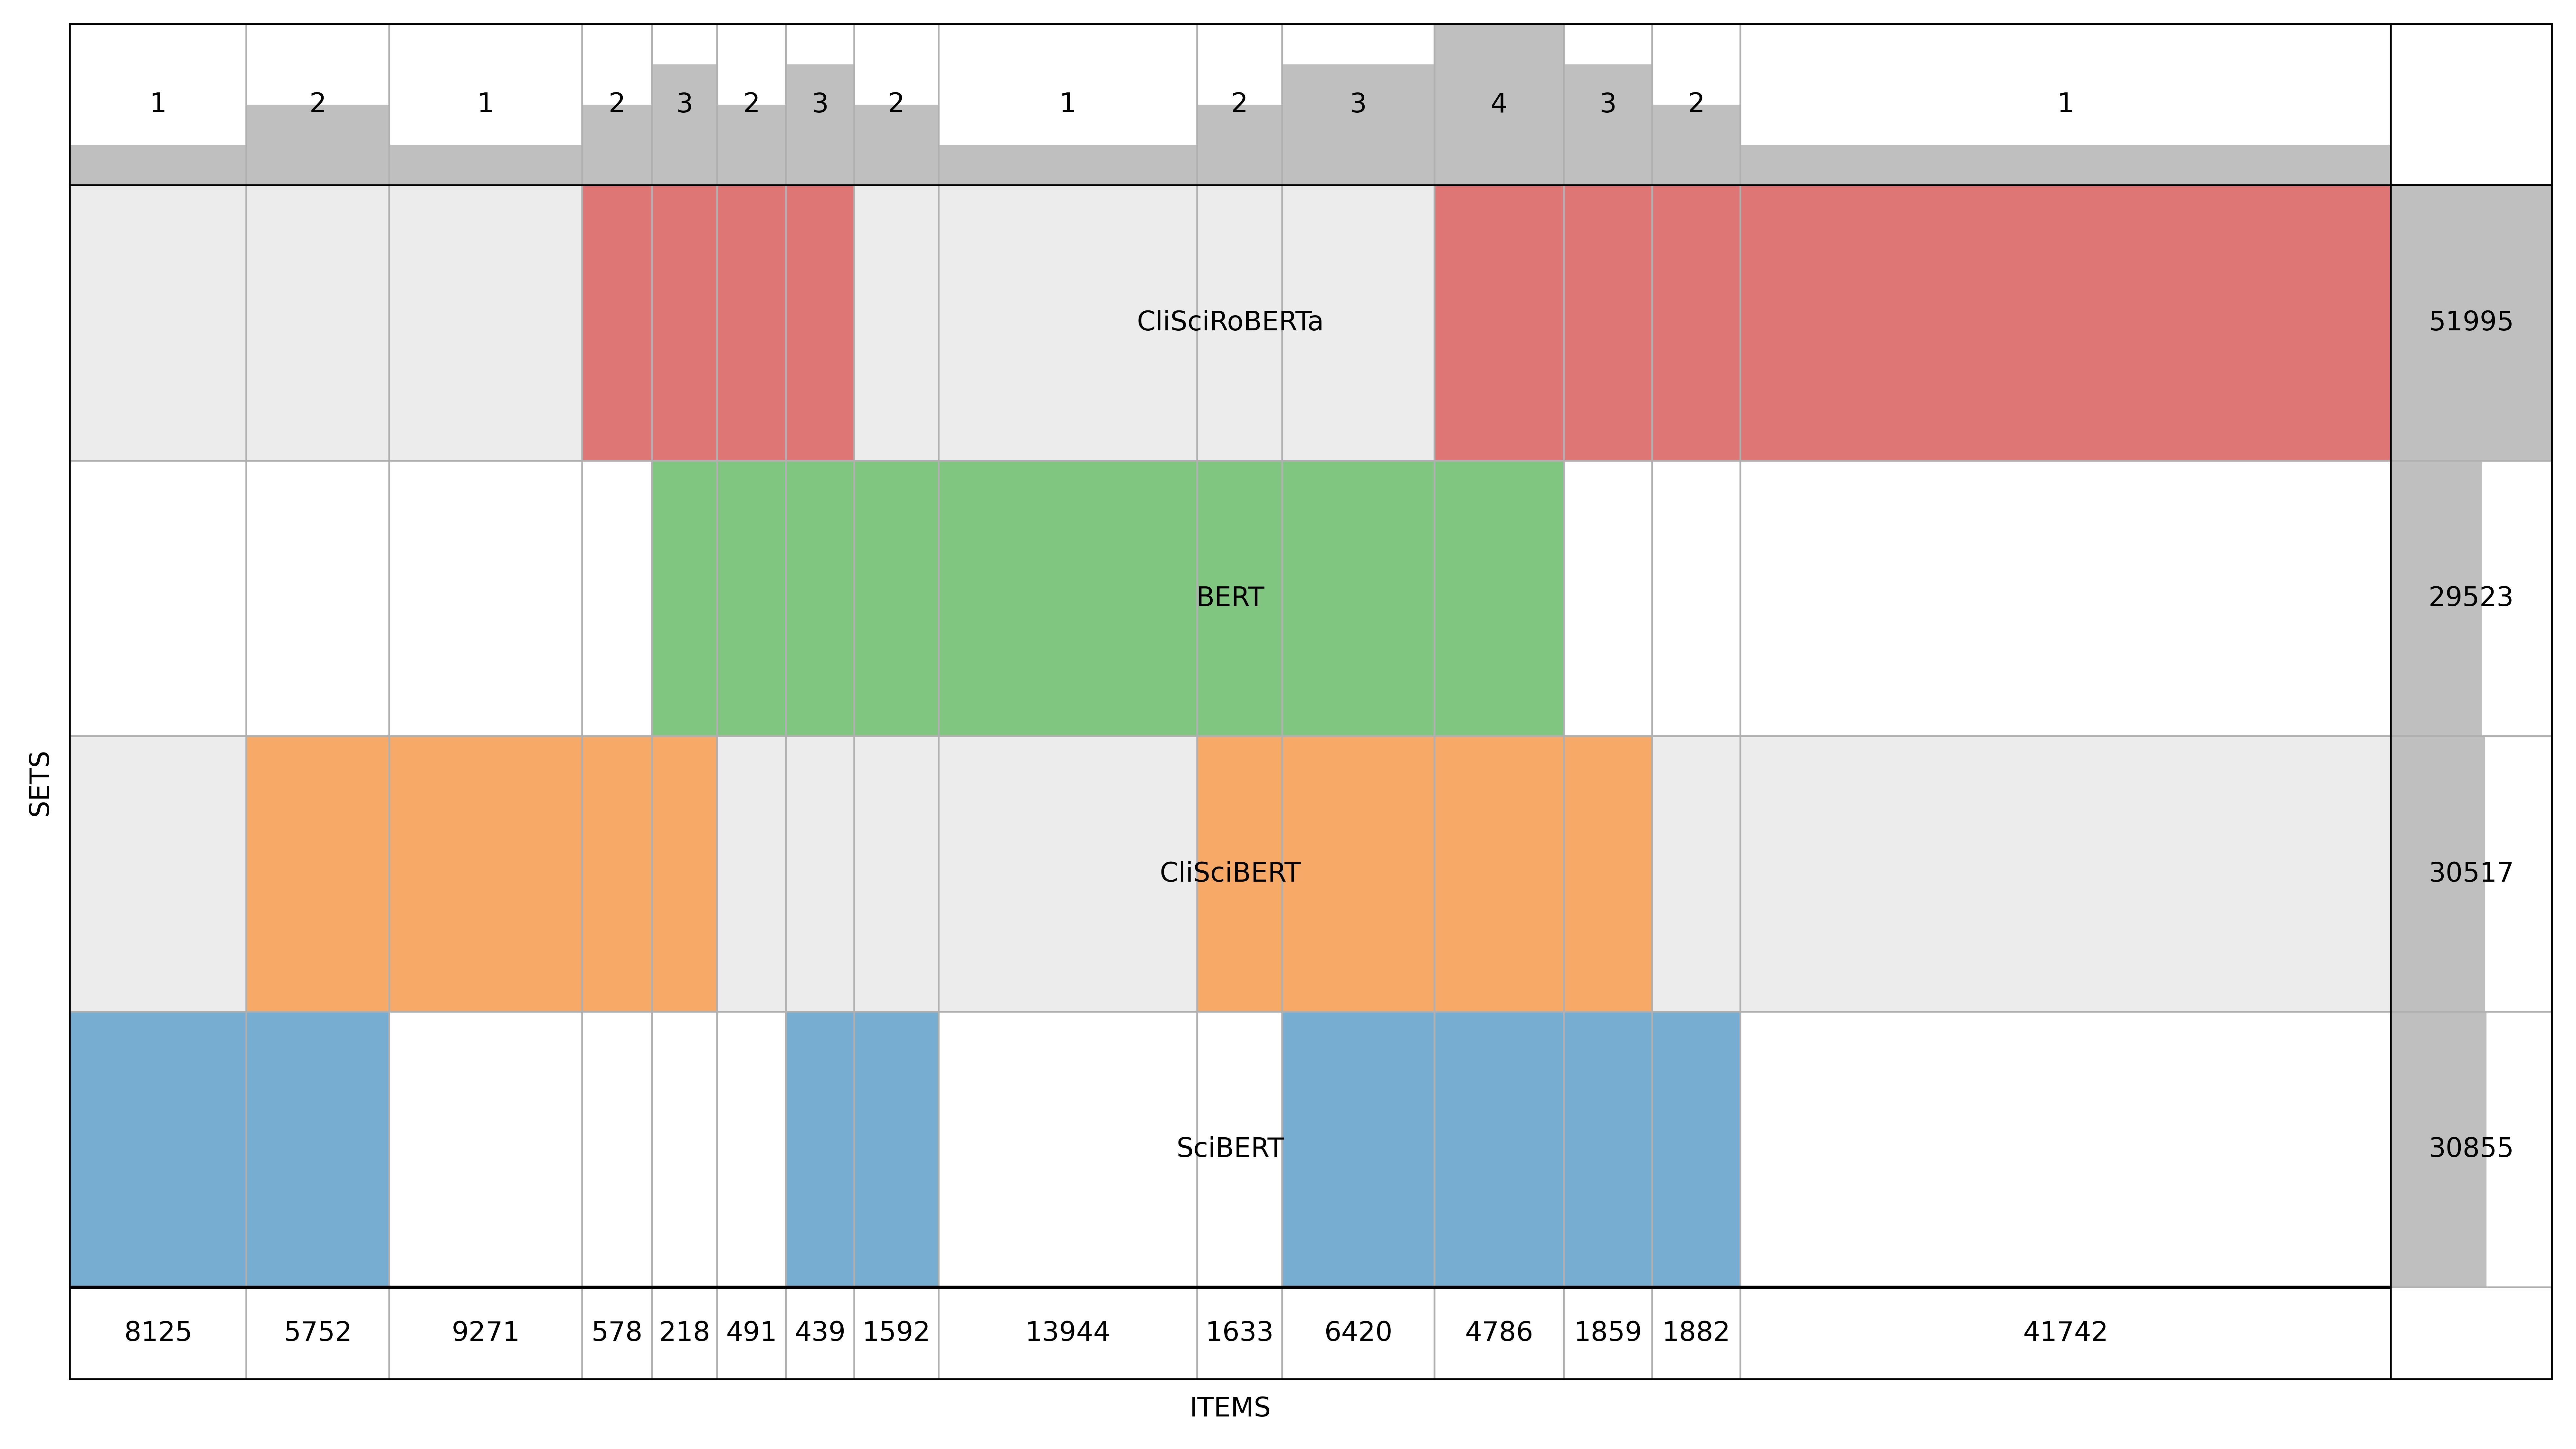 1 2 1 2 3 2 3 2 1 2 3 4 3 2 1
CliSciRoBERTa 51995
BERT 29523
CliSciBERT 30517
SciBERT 30855
SETS
8125 5752 9271 578 218 491 439 1592 13944 1633 6420 4786 1859 1882 41742
ITEMS